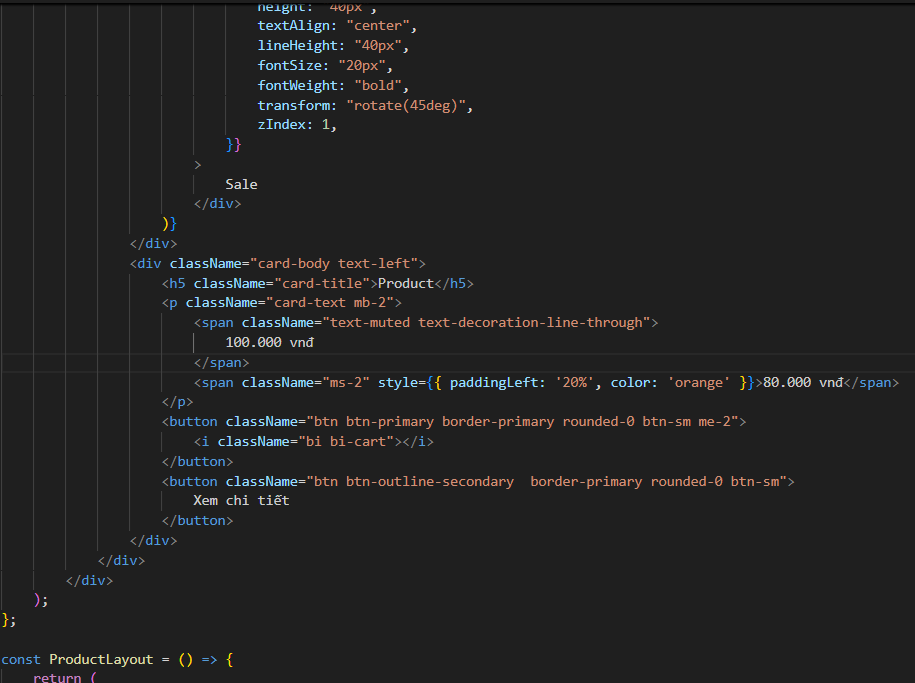 height: "40px",
textAlign: "center",
lineHeight: "40px",
fontSize: "20px",
fontWeight: "bold",
transform: "rotate(45deg)",
zIndex: 1,
}}
>
Sale
</div>
)}
</div>
<div className="card-body text-left">
<h5 className="card-title">Product</h5>
<p className="card-text mb-2">
<span className="text-muted text-decoration-line-through">
100.000 vnđ
</span>
<span className="ms-2" style={{ paddingLeft: '20%', color: 'orange' }}>80.000 vnđ</span>
</p>
<button className="btn btn-primary border-primary rounded-0 btn-sm me-2">
<i className="bi bi-cart"></i>
</button>
<button className="btn btn-outline-secondary  border-primary rounded-0 btn-sm">
Xem chi tiết
</button>
</div>
</div>
</div>
);
};
const ProductLayout = () => {
return (